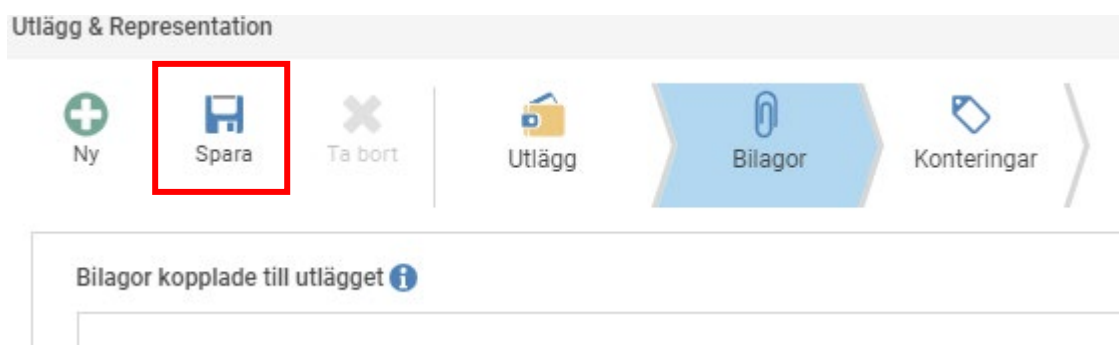 Utlägg & Representation
Ny Spara Ta bort Utlägg Bilagor Konteringar
Bilagor kopplade till utlägget